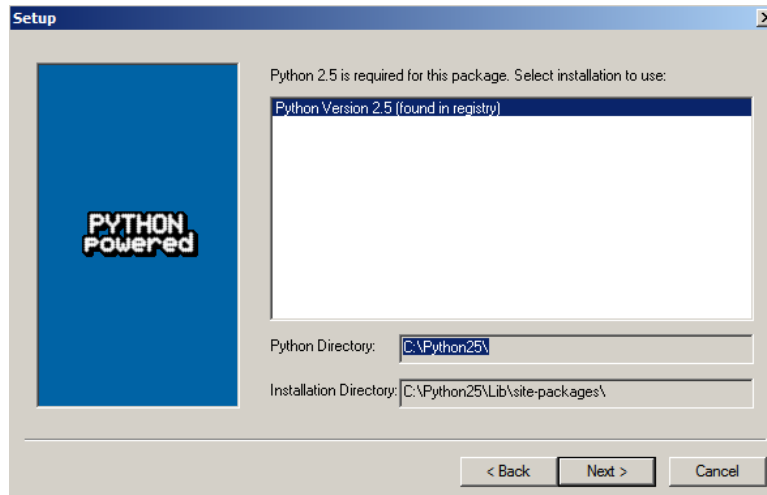 Setup
Python 2.5 is required for this package. Select installation to use:
Python Version 2.5 (found in registry)
PYTHON
Powered
Python Directory: C:\Python25\
Installation Directory: C:\Python25\Lib\site-packages\
< Back Next > Cancel